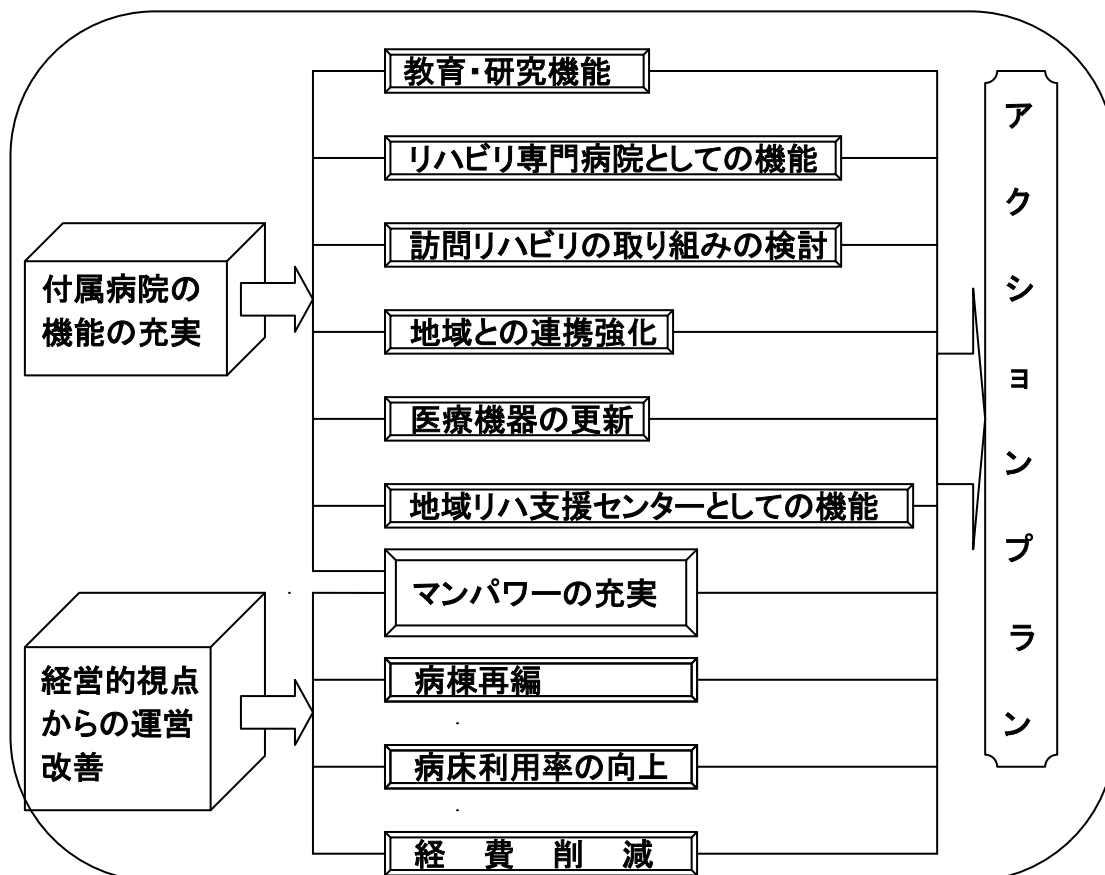 教育・研究機能
リハビリ専門病院としての機能
訪問リハビリの取り組みの検討
付属病院の
機能の充実
地域との連携強化
医療機器の更新
地域リハ支援センターとしての機能
マンパワーの充実
経営的視点
からの運営
改善
病棟再編
病床利用率の向上
経　費　削　減
アクションプラン